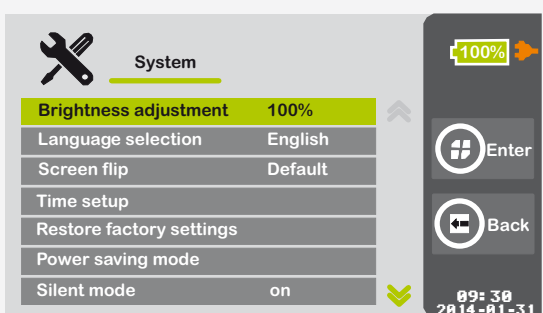 System
Brightness adjustment 100%
Language selection English
Screen flip Default
Time setup
Restore factory settings
Power saving mode
Silent mode on
100%
Enter
Back
09:30
2014-01-31